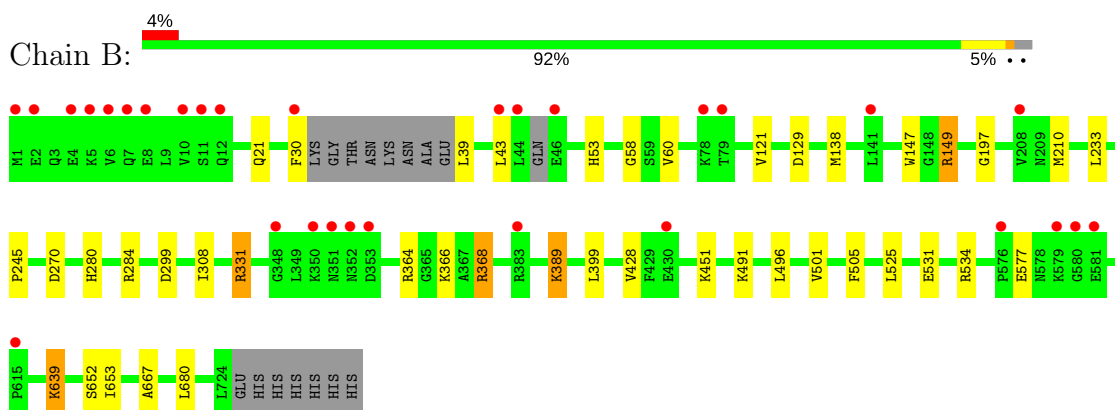 4%
Chain B:
92% 5% • •
M1 E2 Q3 E4 K5 V6 Q7 E8 L9 V10 S11 Q12 Q21 F30 LYS GLY THR ASN LYS ASN ALA GLU L39 L43 L44 GLN E46 H53 G58 S59 V60 K78 T79 V121 D129 M138 L141 W147 G148 R149 G197 V208 N209 M210 L233
P245 D270 H280 R284 D299 I308 R331 G348 L349 K350 N351 N352 D353 R364 G365 K366 A367 R368 R383 K389 L399 V428 F429 E430 K451 K491 L496 V501 F505 L525 E531 R534 P576 E577 N578 K579 G580 E581
P615 K639 S652 I653 A667 L680 L724 GLU HIS HIS HIS HIS HIS HIS